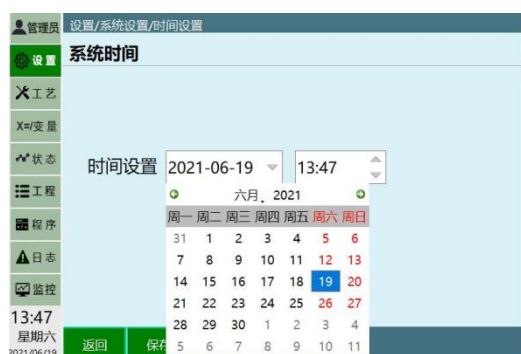 管理员
设置/系统设置/时间设置
设置
系统时间
工艺
X=/变量
状态
时间设置 2021-06-19 13:47
工程
程序
日志
监控
六月, 2021
周一 周二 周三 周四 周五 周六 周日
31 1 2 3 4 5 6
7 8 9 10 11 12 13
14 15 16 17 18 19 20
21 22 23 24 25 26 27
28 29 30 1 2 3 4
5 6 7 8 9 10 11
13:47
星期六
2021/06/19
返回